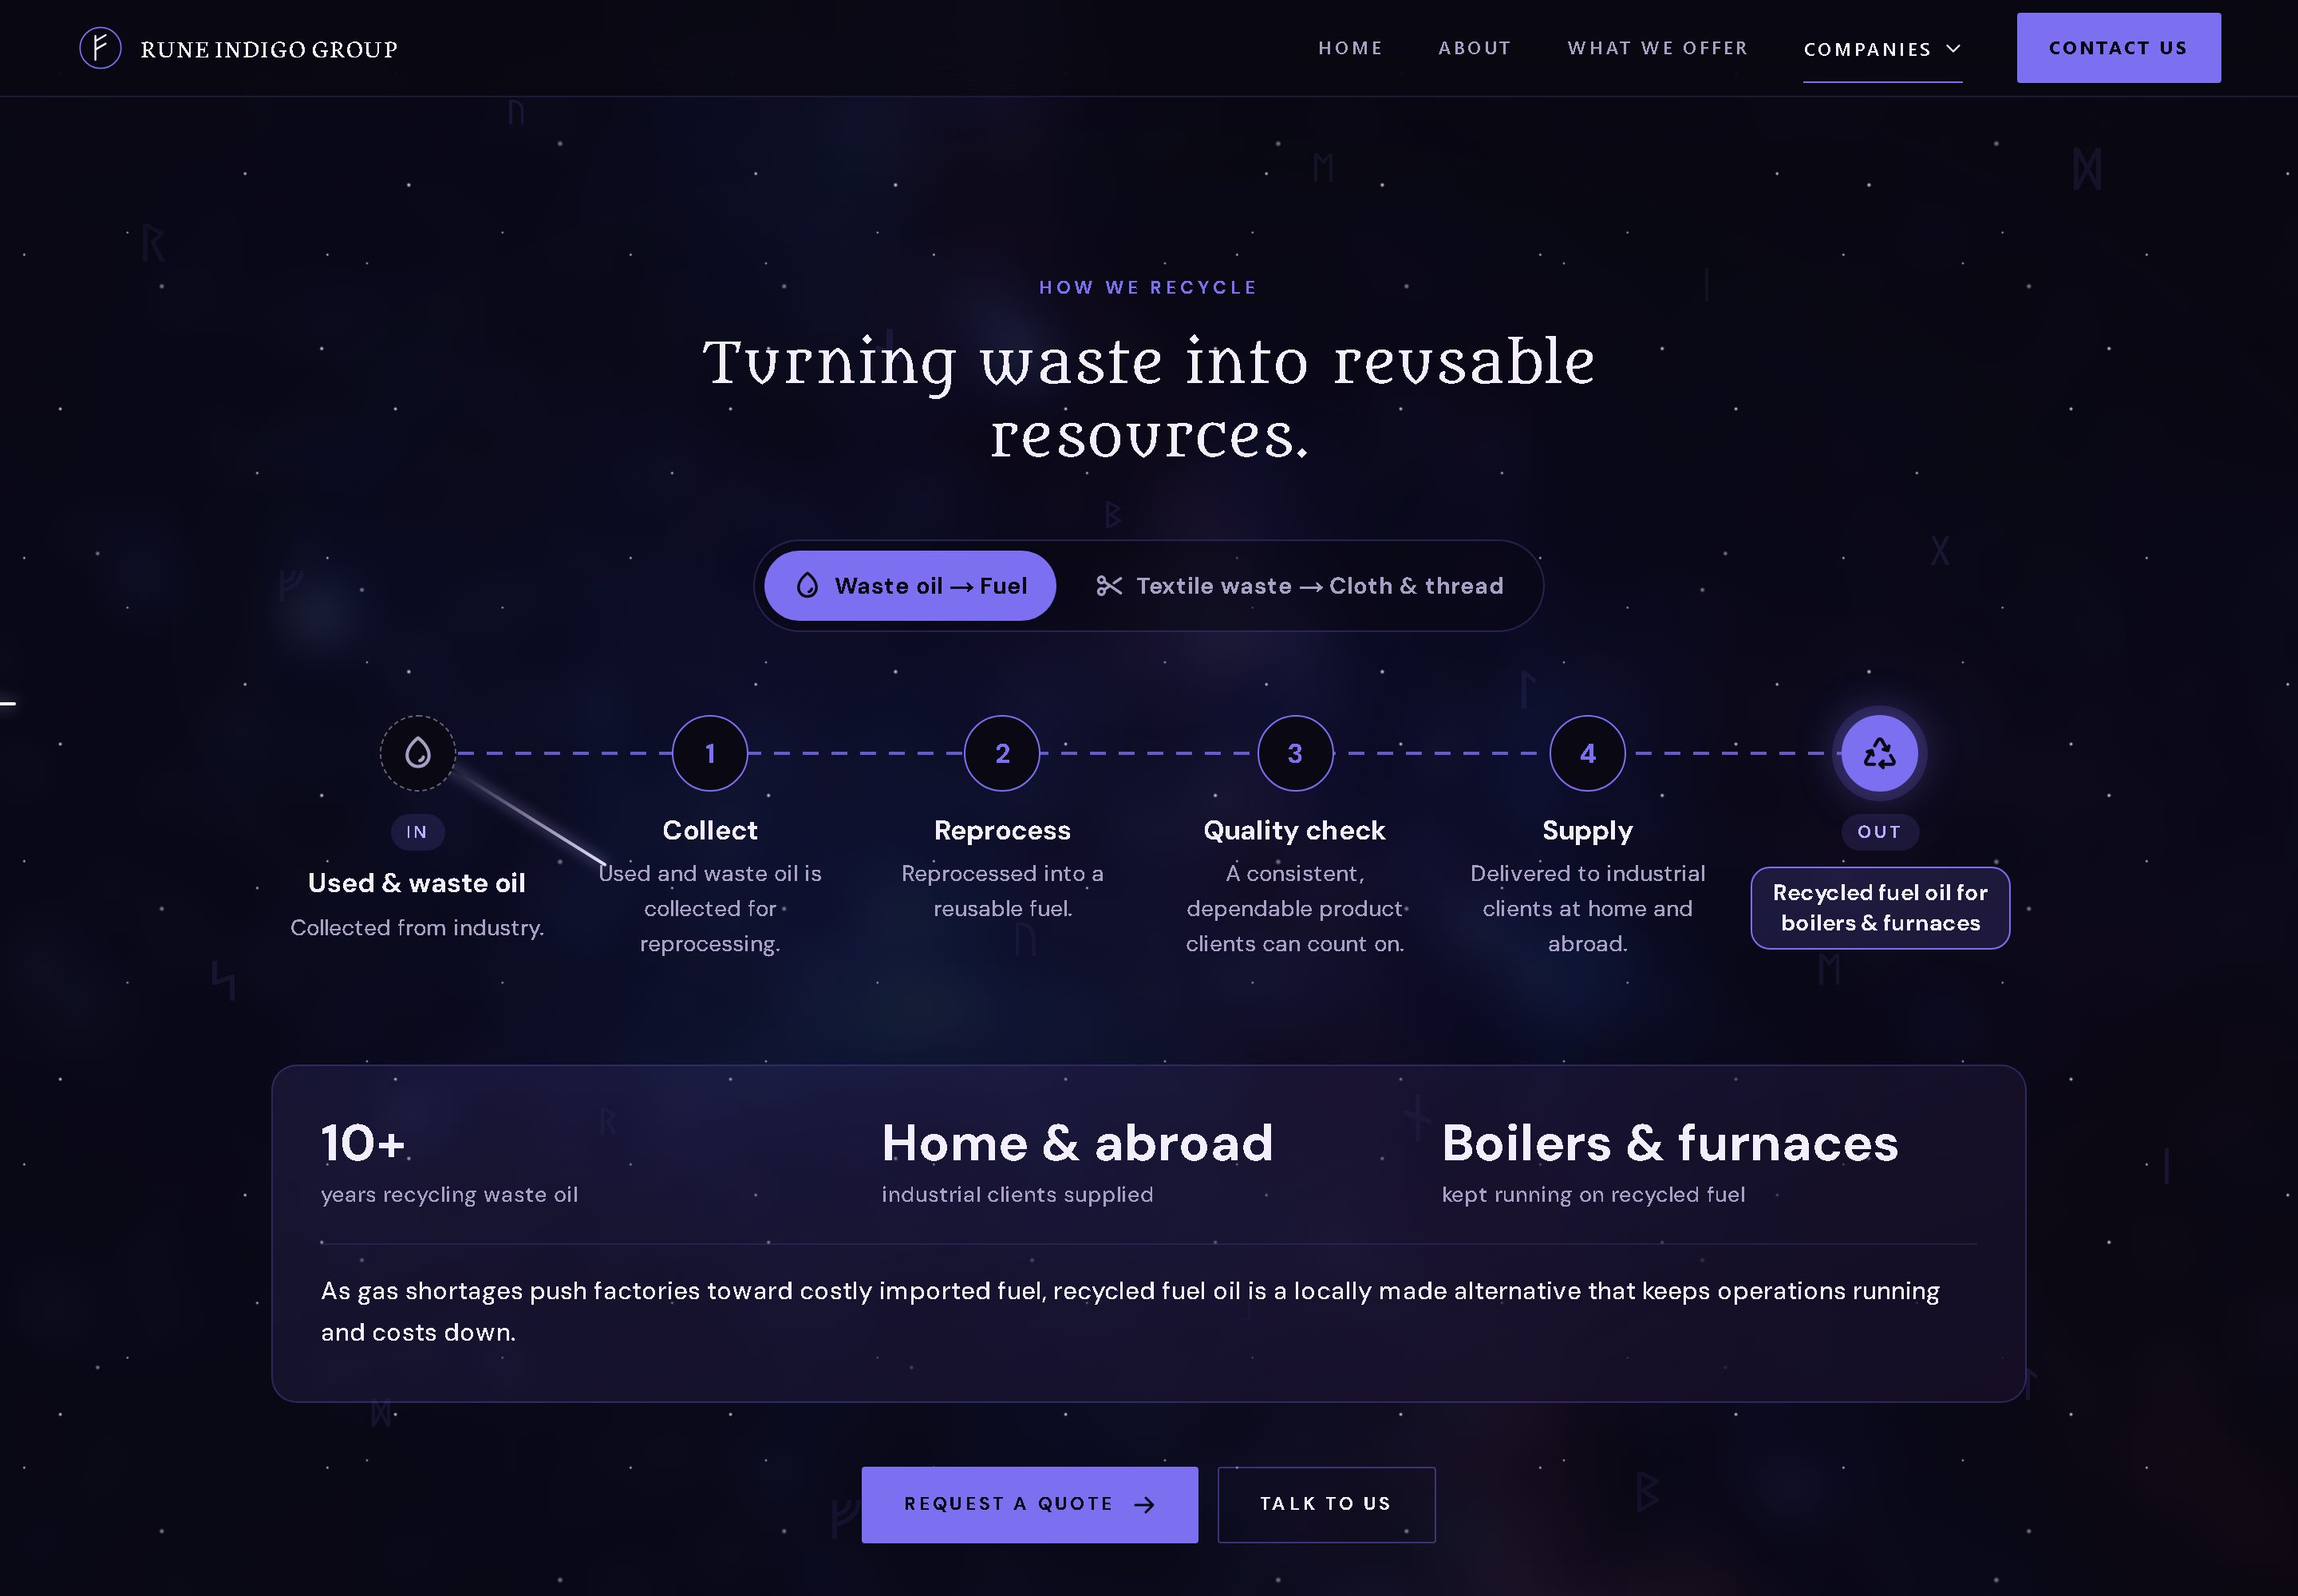 RUNE INDIGO GROUP
HOME
ABOUT
WHAT WE OFFER
COMPANIES
CONTACT US
HOW WE RECYCLE
Turning waste into reusable
resources.
Waste oil → Fuel
Textile waste → Cloth & thread
1
2
3
4
IN
Used & waste oil
Collected from industry.
Collect
Used and waste oil is
collected for
reprocessing.
Reprocess
Reprocessed into a
reusable fuel.
Quality check
A consistent,
dependable product
clients can count on.
Supply
Delivered to industrial
clients at home and
abroad.
OUT
Recycled fuel oil for
boilers & furnaces
10+
years recycling waste oil
Home & abroad
industrial clients supplied
Boilers & furnaces
kept running on recycled fuel
As gas shortages push factories toward costly imported fuel, recycled fuel oil is a locally made alternative that keeps operations running
and costs down.
REQUEST A QUOTE →
TALK TO US